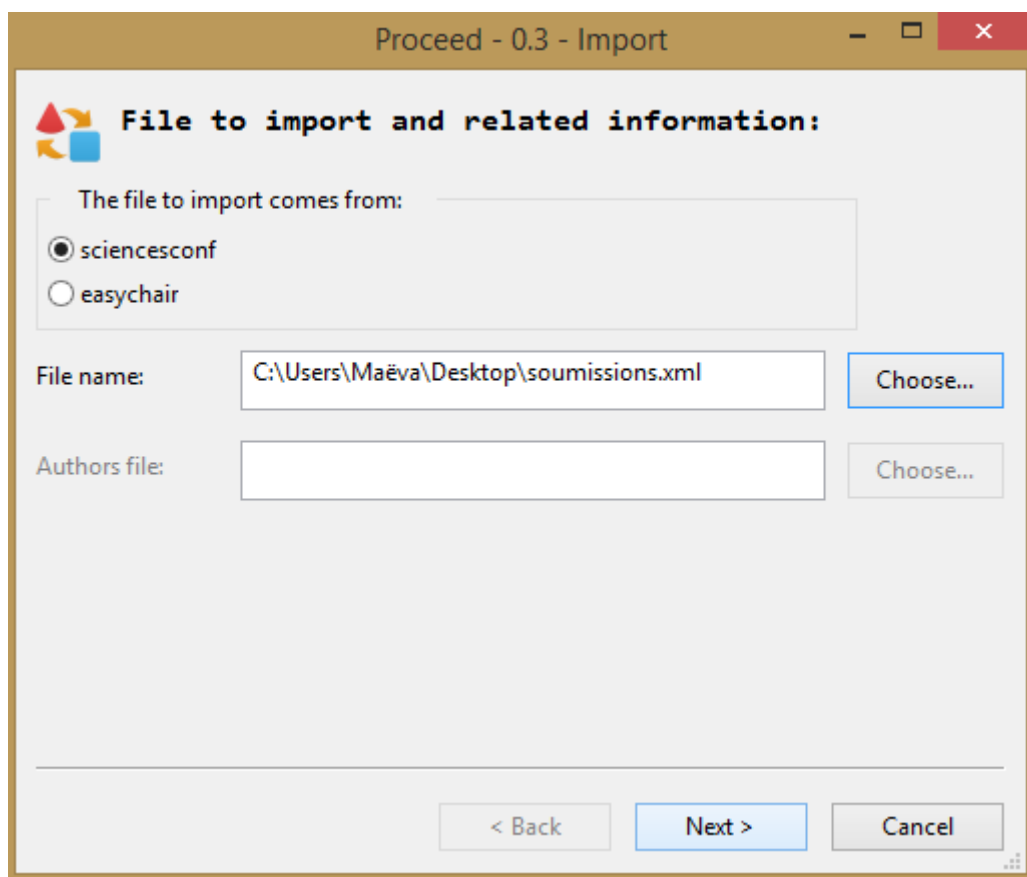 Proceed - 0.3 - Import
File to import and related information:
The file to import comes from:
sciencesconf
easychair
File name: C:\Users\Maëva\Desktop\soumissions.xml Choose...
Authors file: Choose...
< Back Next > Cancel